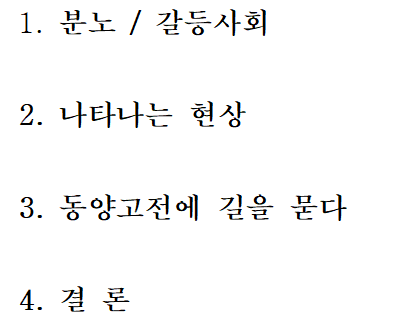 1. 분노 / 갈등사회
2. 나타나는 현상
3. 동양고전에 길을 묻다
4. 결 론